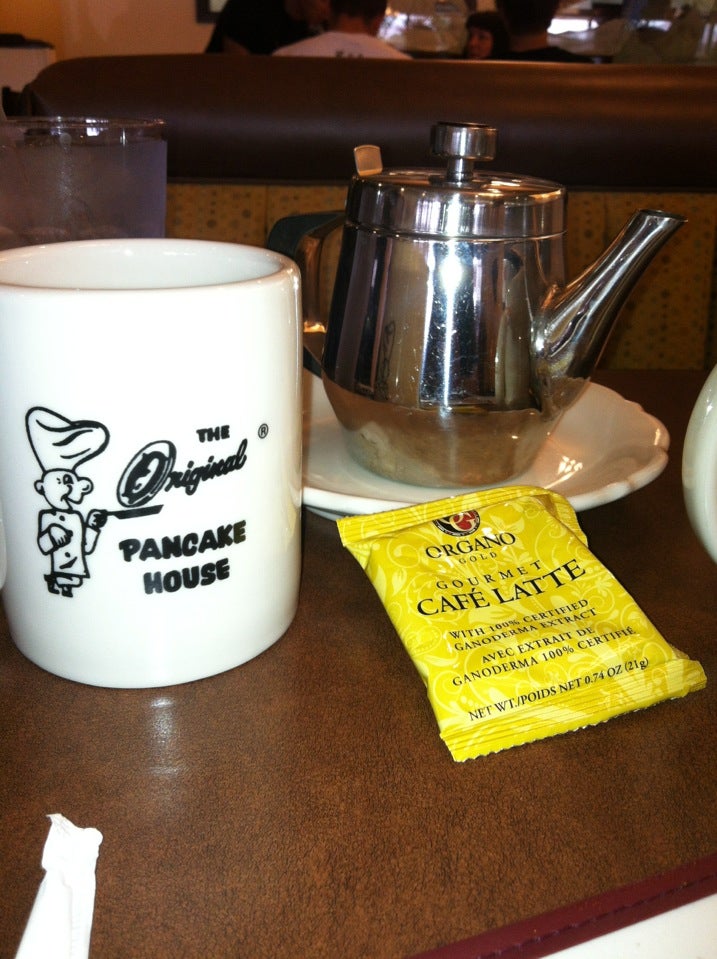 THE
Original ®
PANCAKE
HOUSE
ORGANO
GOLD
GOURMET
CAFÉ LATTE
WITH 100% CERTIFIED
GANODERMA EXTRACT
AVEC EXTRAIT DE
GANODERMA 100% CERTIFIÉ
NET WT./POIDS NET 0.74 OZ (21g)